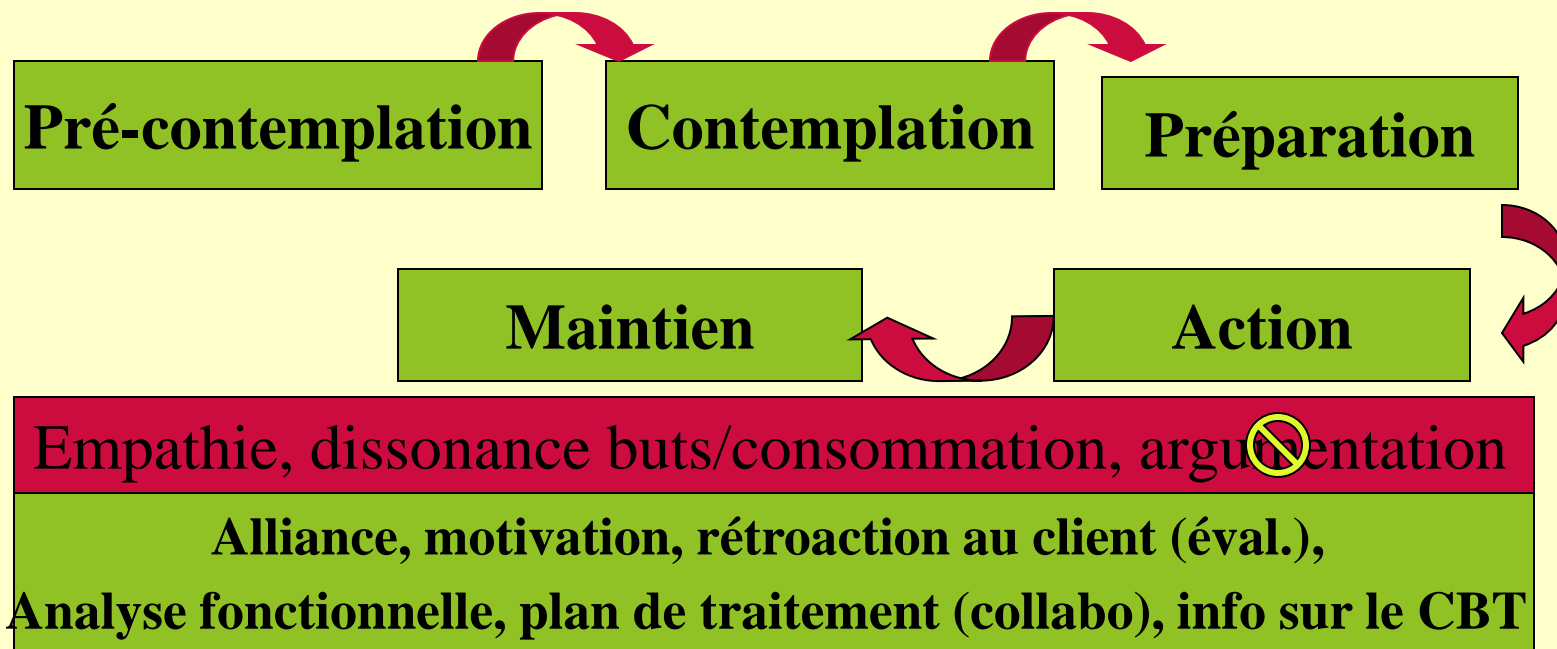 Pré-contemplation
Contemplation
Préparation
Maintien
Action
Empathie, dissonance buts/consommation, argumentation
Alliance, motivation, rétroaction au client (éval.),
Analyse fonctionnelle, plan de traitement (collabo), info sur le CBT